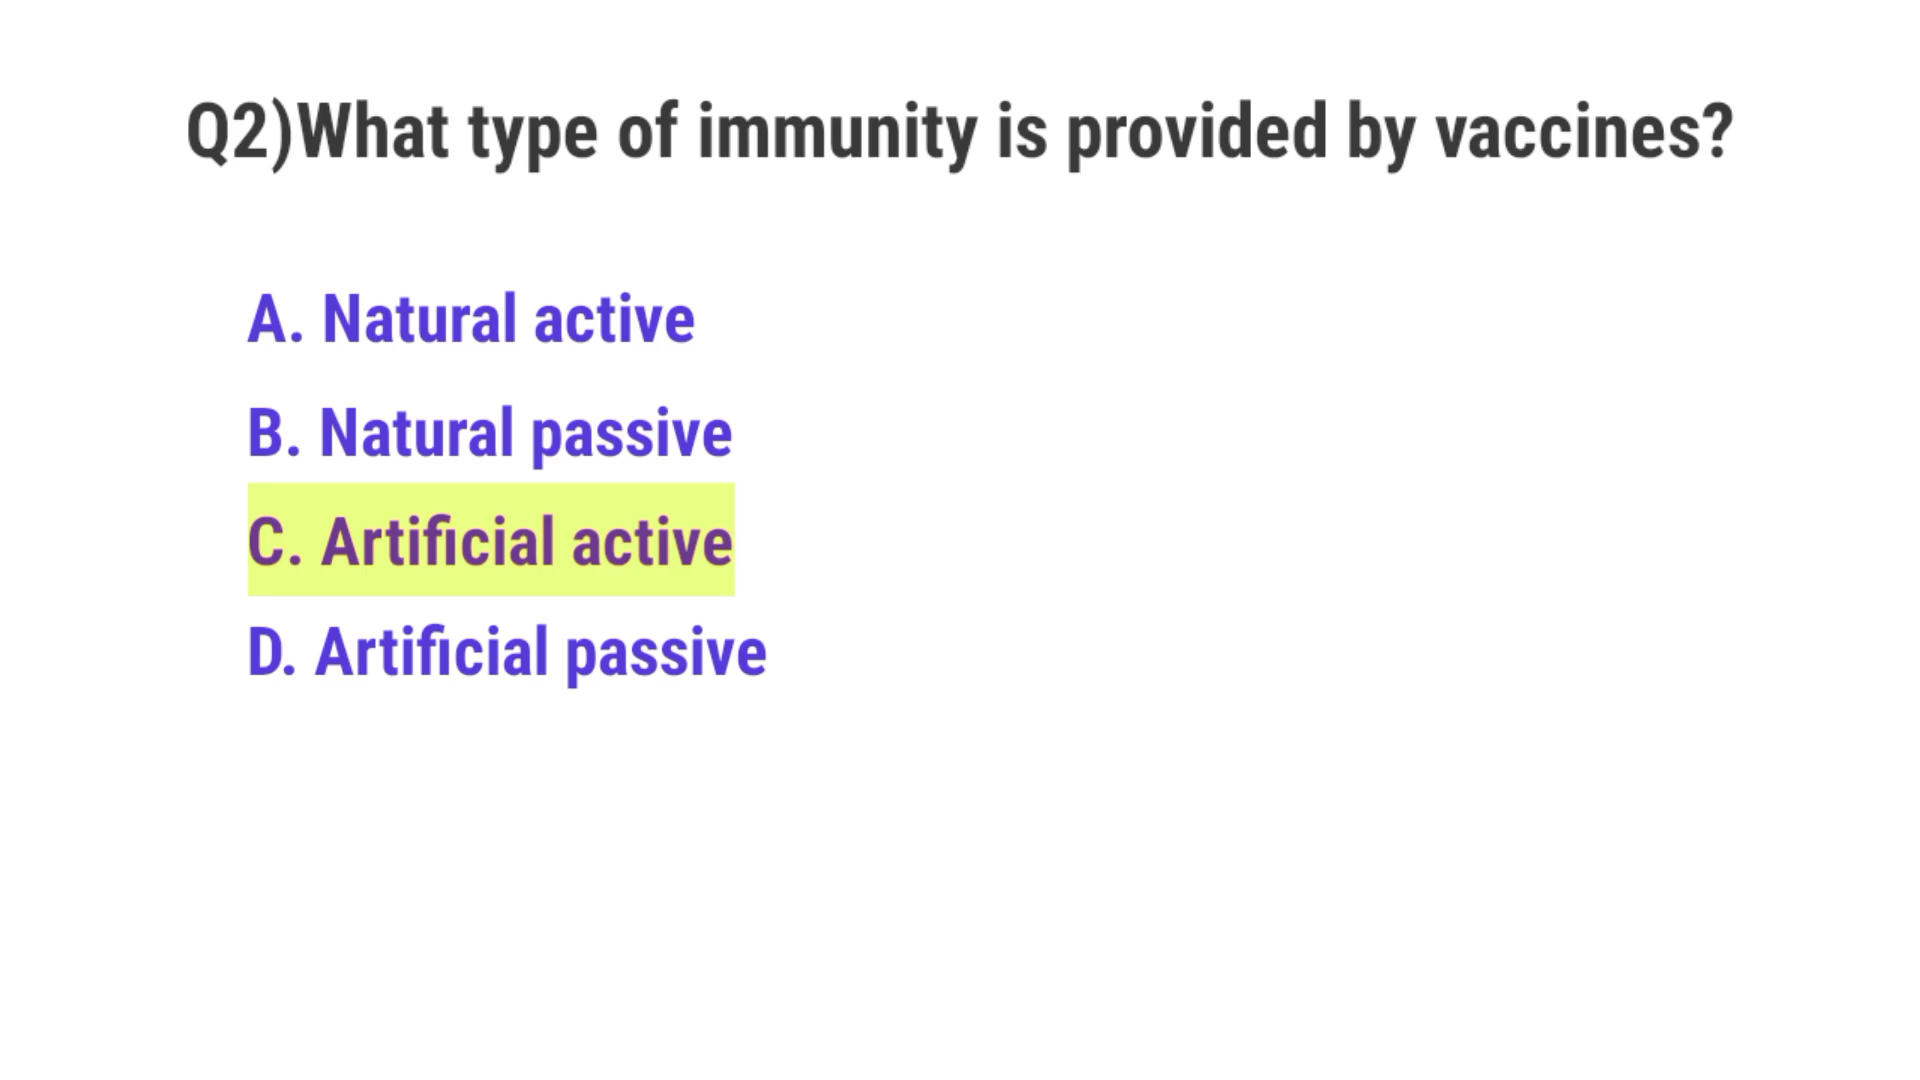 Q2)What type of immunity is provided by vaccines?
A. Natural active
B. Natural passive
C. Artificial active
D. Artificial passive